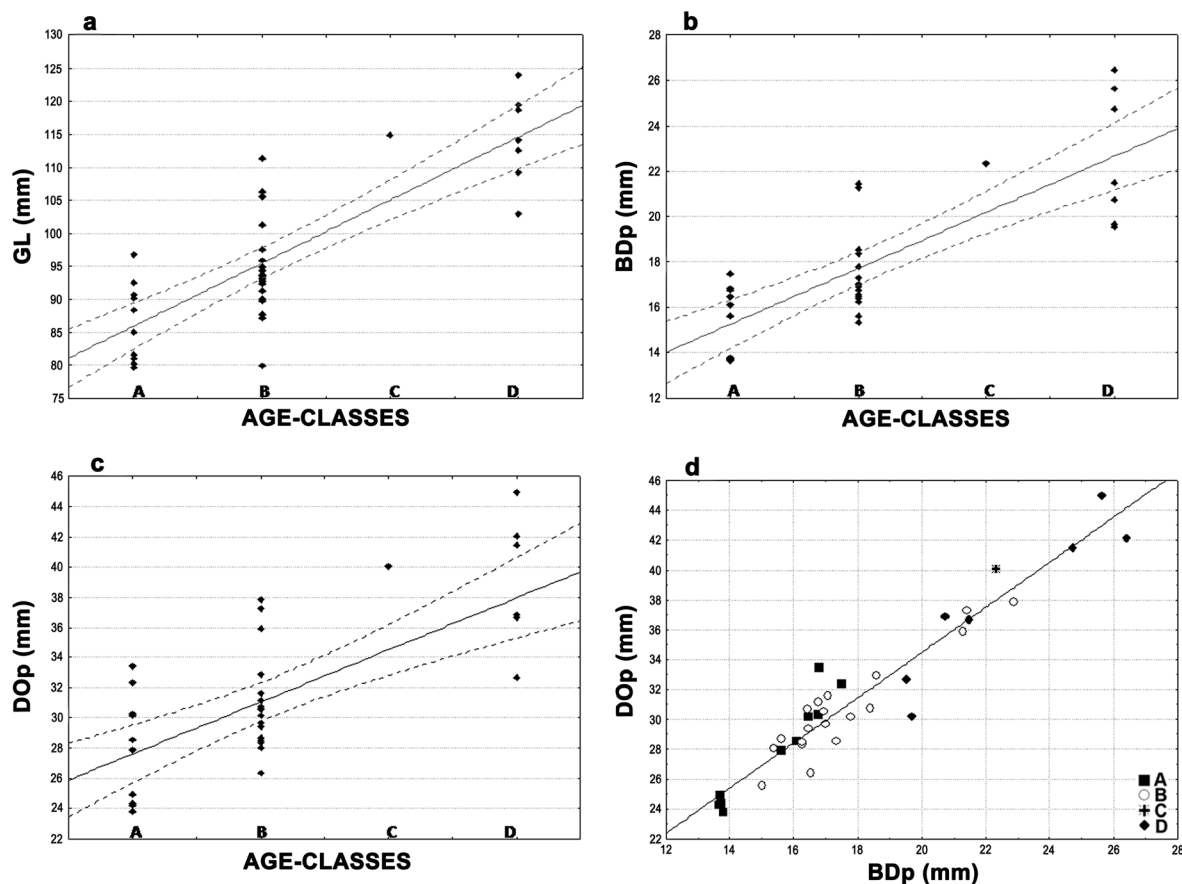 a
130
125
120
115
110
105
100
95
90
85
80
75
GL (mm)
A B C D
AGE-CLASSES
b
28
26
24
22
20
18
16
14
12
BDp (mm)
A B C D
AGE-CLASSES
c
46
44
42
40
38
36
34
32
30
28
26
24
22
DOp (mm)
A B C D
AGE-CLASSES
d
46
44
42
40
38
36
34
32
30
28
26
24
22
DOp (mm)
A
B
C
D
12 14 16 18 20 22 24 26 28
BDp (mm)